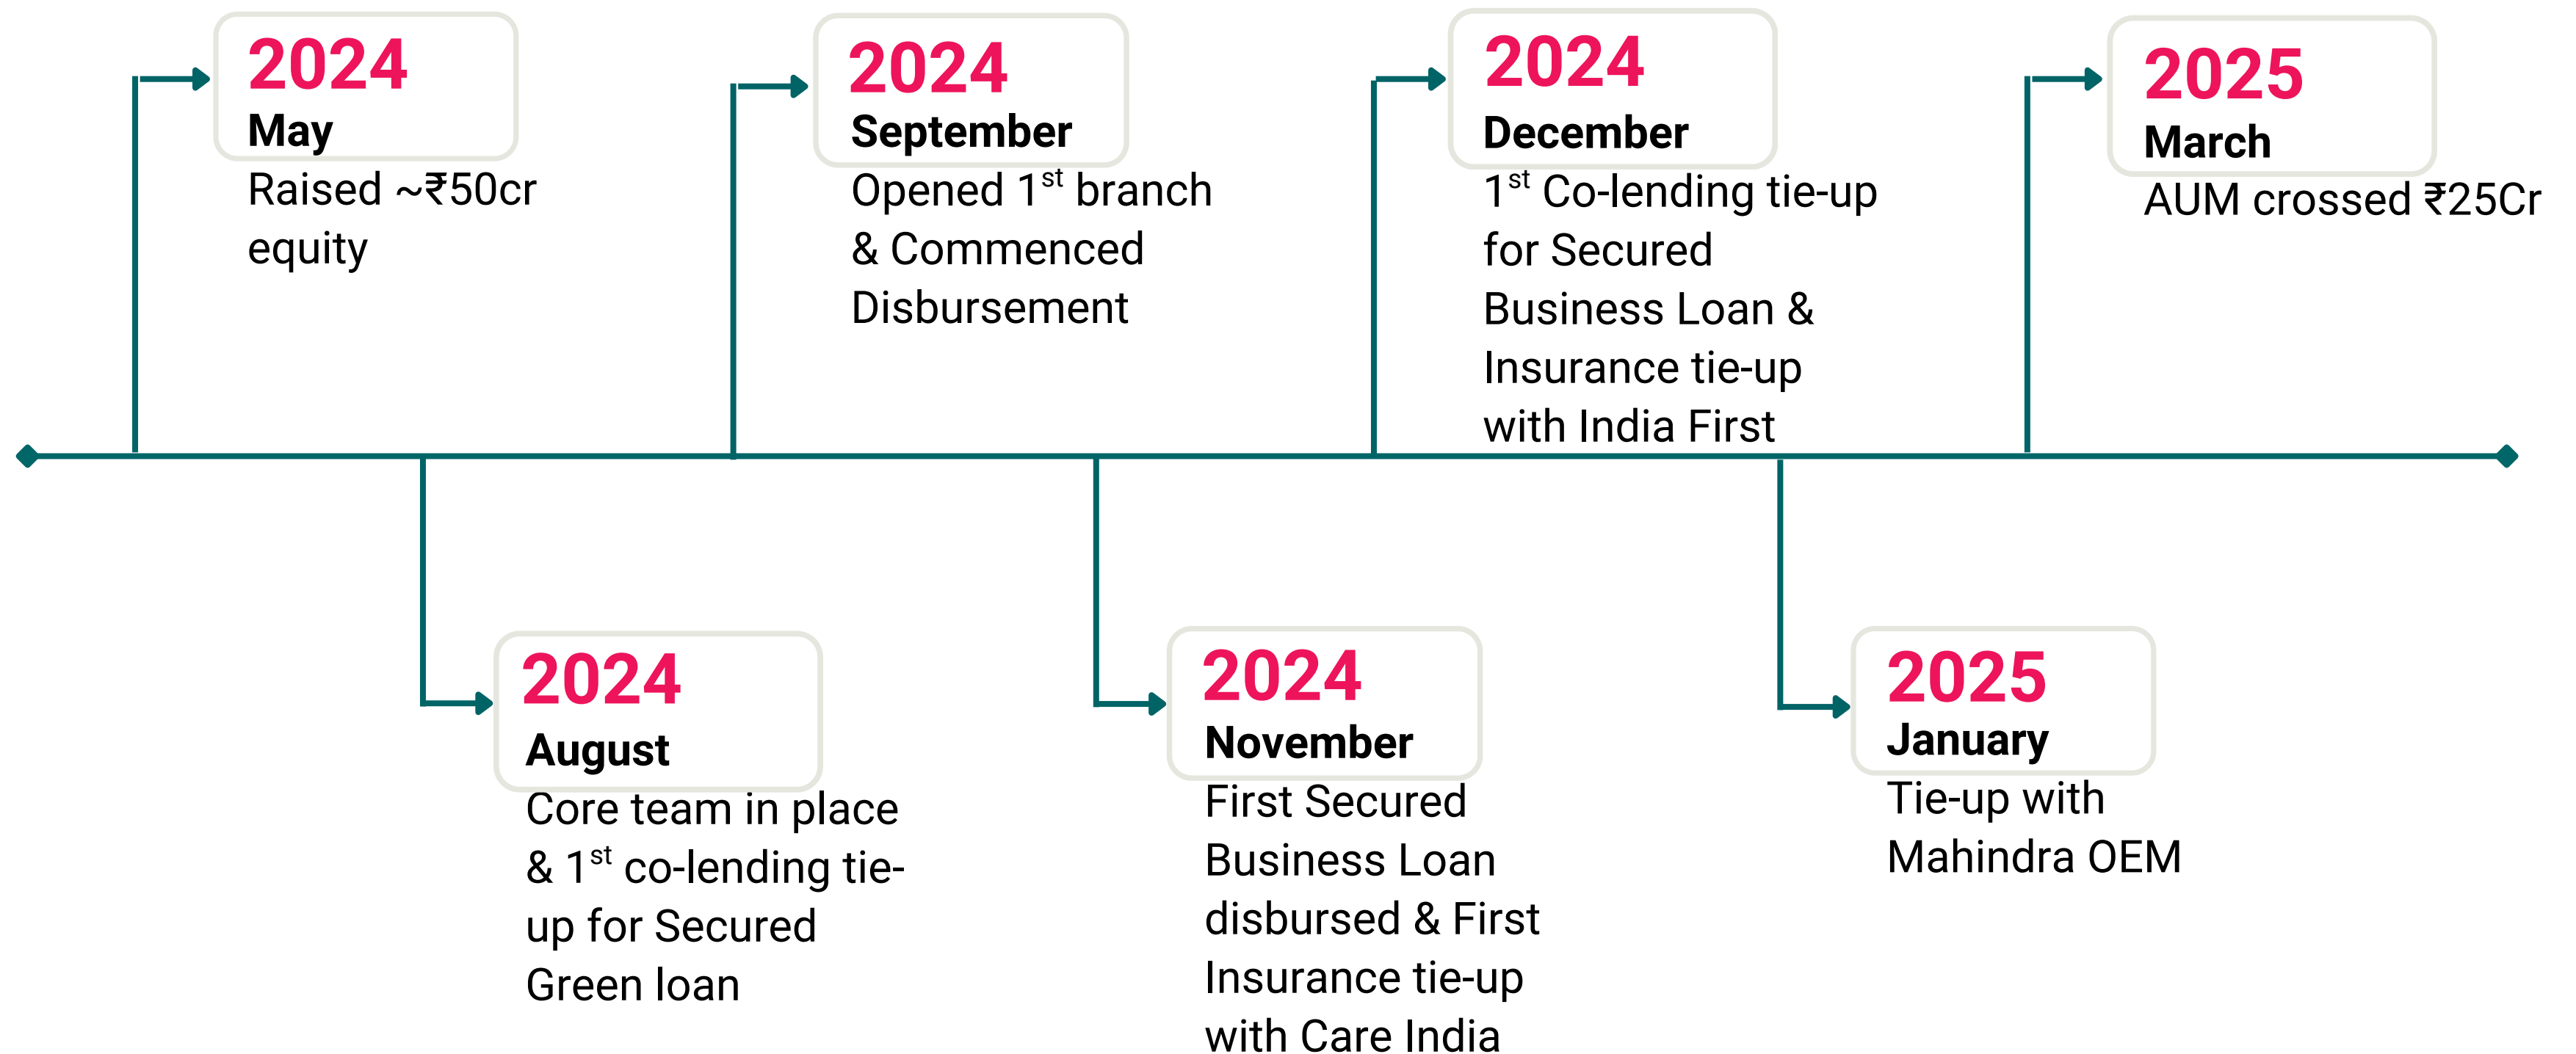 2024
May
Raised ~₹50cr
equity
2024
August
Core team in place
& 1st co-lending tie-
up for Secured
Green loan
2024
September
Opened 1st branch
& Commenced
Disbursement
2024
November
First Secured
Business Loan
disbursed & First
Insurance tie-up
with Care India
2024
December
1st Co-lending tie-up
for Secured
Business Loan &
Insurance tie-up
with India First
2025
January
Tie-up with
Mahindra OEM
2025
March
AUM crossed ₹25Cr